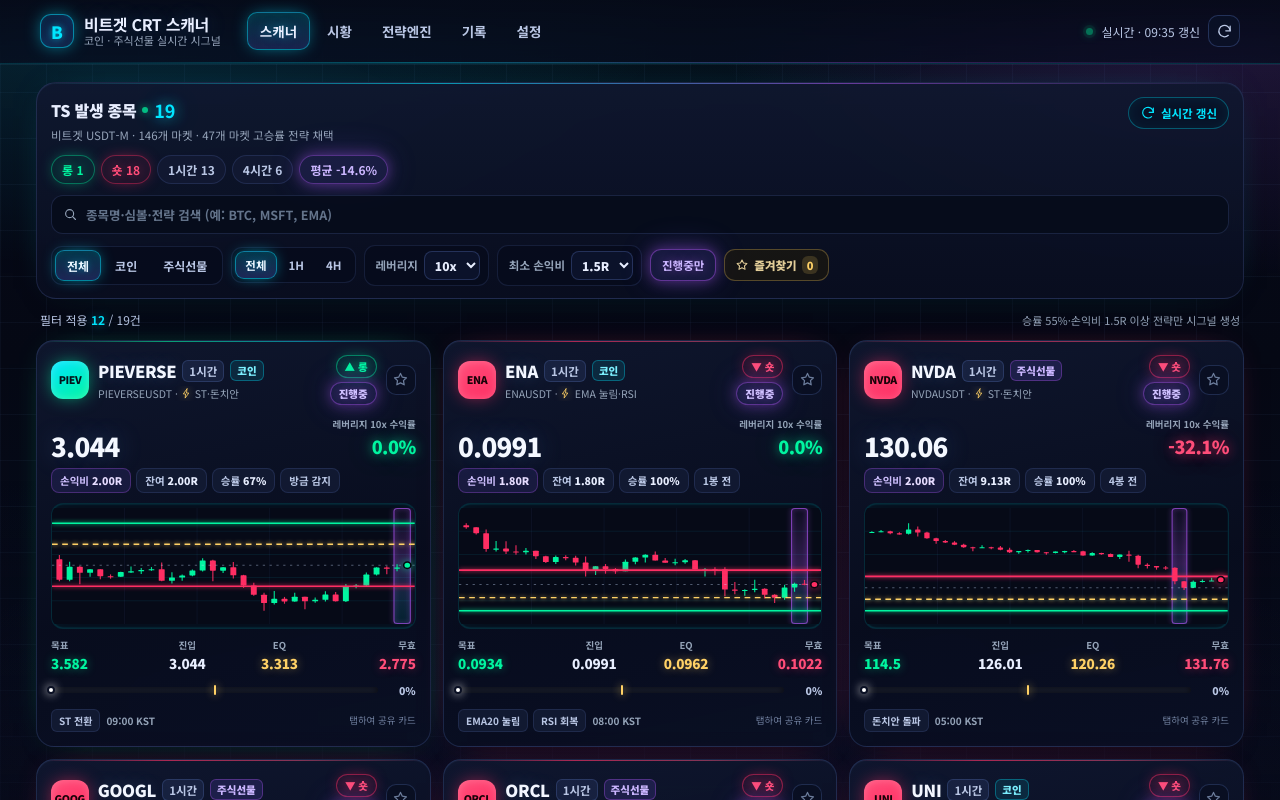 B
비트겟 CRT 스캐너
코인 · 주식선물 실시간 시그널
스캐너 시황 전략엔진 기록 설정
실시간 · 09:35 갱신
TS 발생 종목 19
실시간 갱신
비트겟 USDT-M · 146개 마켓 · 47개 마켓 고승률 전략 채택
롱 1 숏 18 1시간 13 4시간 6 평균 -14.6%
종목명·심볼·전략 검색 (예: BTC, MSFT, EMA)
전체 코인 주식선물 전체 1H 4H 레버리지 10x 최소 손익비 1.5R 진행중만 즐겨찾기 0
필터 적용 12 / 19건
승률 55%·손익비 1.5R 이상 전략만 시그널 생성
PIEV PIEVERSE 1시간 코인 ▲ 롱
PIEVERSEUSDT · ST·돈치안 진행중
레버리지 10x 수익률
3.044 0.0%
손익비 2.00R 잔여 2.00R 승률 67% 방금 감지
목표 진입 EQ 무효
3.582 3.044 3.313 2.775
0%
ST 전환 09:00 KST 탭하여 공유 카드
ENA ENA 1시간 코인 ▼ 숏
ENAUSDT · EMA 눌림·RSI 진행중
레버리지 10x 수익률
0.0991 0.0%
손익비 1.80R 잔여 1.80R 승률 100% 1봉 전
목표 진입 EQ 무효
0.0934 0.0991 0.0962 0.1022
0%
EMA20 눌림 RSI 회복 08:00 KST 탭하여 공유 카드
NVDA NVDA 1시간 주식선물 ▼ 숏
NVDAUSDT · ST·돈치안 진행중
레버리지 10x 수익률
130.06 -32.1%
손익비 2.00R 잔여 9.13R 승률 100% 4봉 전
목표 진입 EQ 무효
114.5 126.01 120.26 131.76
0%
돈치안 돌파 05:00 KST 탭하여 공유 카드
GOOG GOOGL 1시간 주식선물 ▼ 숏
ORCL ORCL 1시간 주식선물 ▼ 숏
UNI UNI 1시간 코인 ▼ 숏